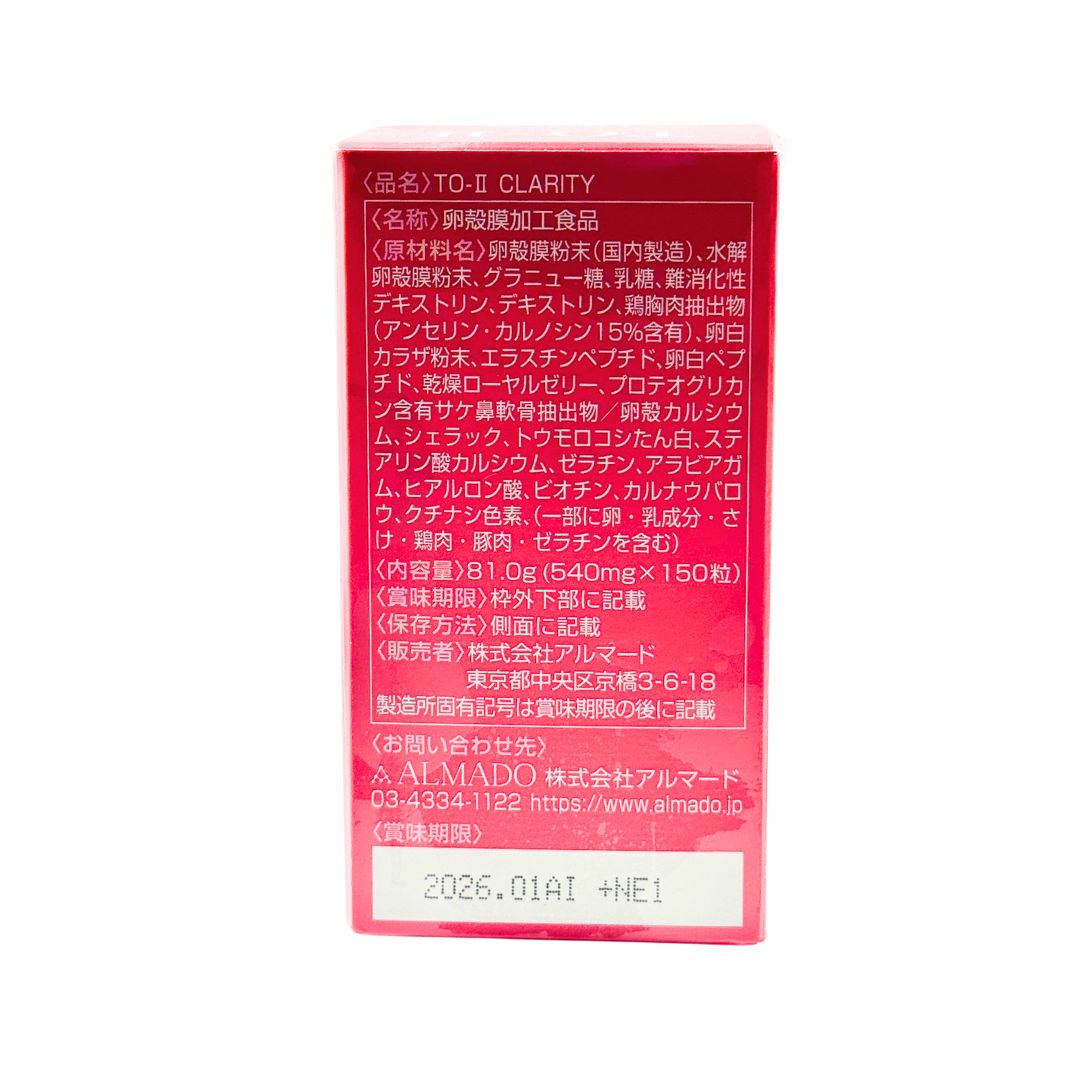 〈品名〉TO-Ⅱ CLARITY
〈名称〉卵殻膜加工食品
〈原材料名〉卵殻膜粉末(国内製造)、水解
卵殻膜粉末、グラニュー糖、乳糖、難消化性
デキストリン、デキストリン、鶏胸肉抽出物
(アンセリン・カルノシン15%含有)、卵白
カラザ粉末、エラスチンペプチド、卵白ペプ
チド、乾燥ローヤルゼリー、プロテオグリカ
ン含有サケ鼻軟骨抽出物/卵殻カルシウ
ム、シェラック、トウモロコシたん白、ステ
アリン酸カルシウム、ゼラチン、アラビアガ
ム、ヒアルロン酸、ビオチン、カルナウバロ
ウ、クチナシ色素、(一部に卵・乳成分・さ
け・鶏肉・豚肉・ゼラチンを含む)
〈内容量〉81.0g(540mg×150粒)
〈賞味期限〉枠外下部に記載
〈保存方法〉側面に記載
〈販売者〉株式会社アルマード
東京都中央区京橋3-6-18
製造所固有記号は賞味期限の後に記載
〈お問い合わせ先〉
ALMADO 株式会社アルマード
03-4334-1122 https://www.almado.jp
〈賞味期限〉
2026.01AI +NE1